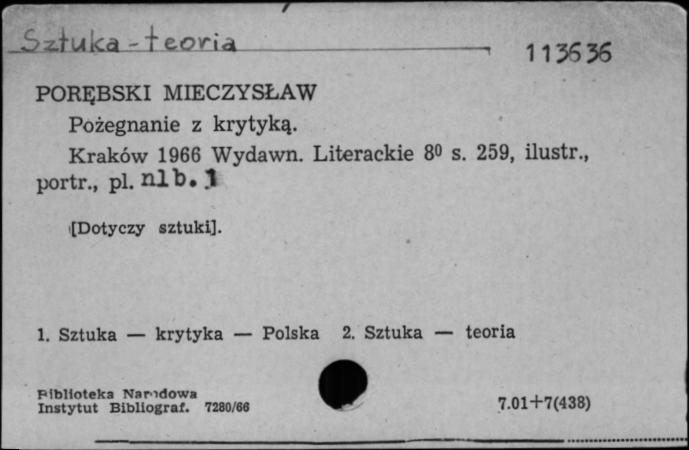 Sztuka - teoria
113636
PORĘBSKI MIECZYSŁAW
Pożegnanie z krytyką.
Kraków 1966 Wydawn. Literackie 8⁰ s. 259, ilustr.,
portr., pl. nlb. 1
[Dotyczy sztuki].
1. Sztuka — krytyka — Polska 2. Sztuka — teoria
Biblioteka Narodowa
Instytut Bibliograf. 7280/66
7.01+7(438)